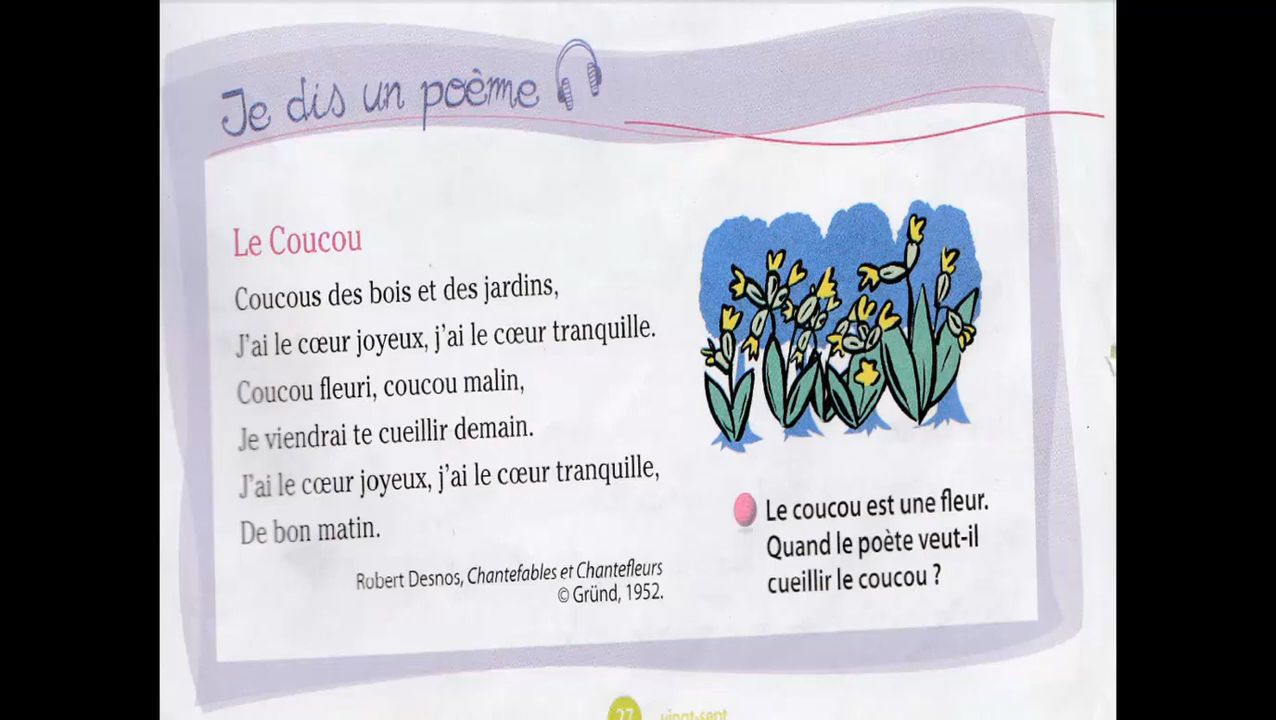 Je dis un poème
Le Coucou
Coucous des bois et des jardins,
J'ai le cœur joyeux, j'ai le cœur tranquille.
Coucou fleuri, coucou malin,
Je viendrai te cueillir demain.
J'ai le cœur joyeux, j'ai le cœur tranquille,
De bon matin.
Robert Desnos, Chantefables et Chantefleurs
© Gründ, 1952.
Le coucou est une fleur.
Quand le poète veut-il
cueillir le coucou ?
27 vingt-sept